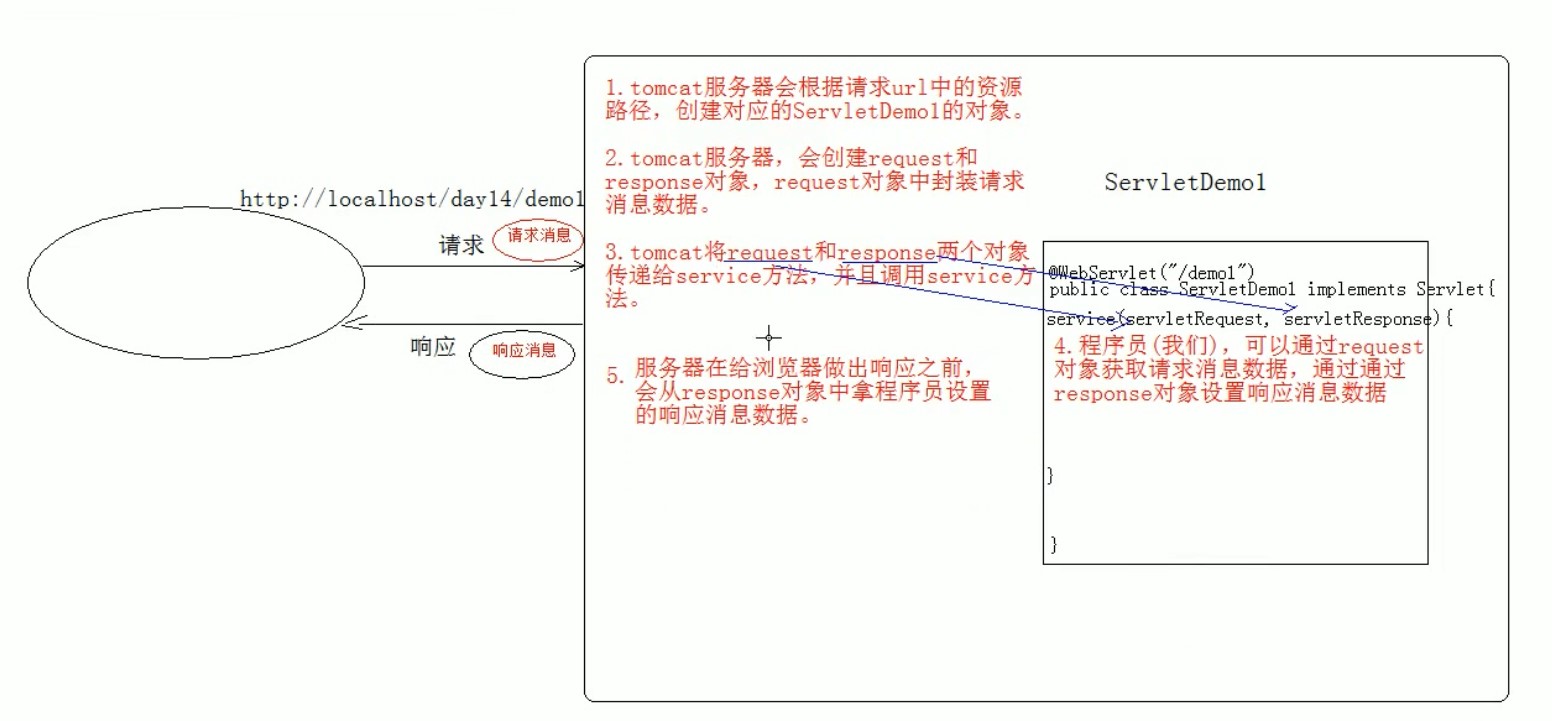 http://localhost/day14/demo1
请求
请求消息
响应
响应消息
1.tomcat服务器会根据请求url中的资源
路径，创建对应的ServletDemo1的对象。
2.tomcat服务器，会创建request和
response对象，request对象中封装请求
消息数据。
3.tomcat将request和response两个对象
传递给service方法，并且调用service方
法。
5.
服务器在给浏览器做出响应之前，
会从response对象中拿程序员设置
的响应消息数据。
ServletDemo1
@WebServlet("/demo1")
public class ServletDemo1 implements Servlet{
service(servletRequest, servletResponse){
4.程序员(我们)，可以通过request
对象获取请求消息数据，通过通过
response对象设置响应消息数据
}
}